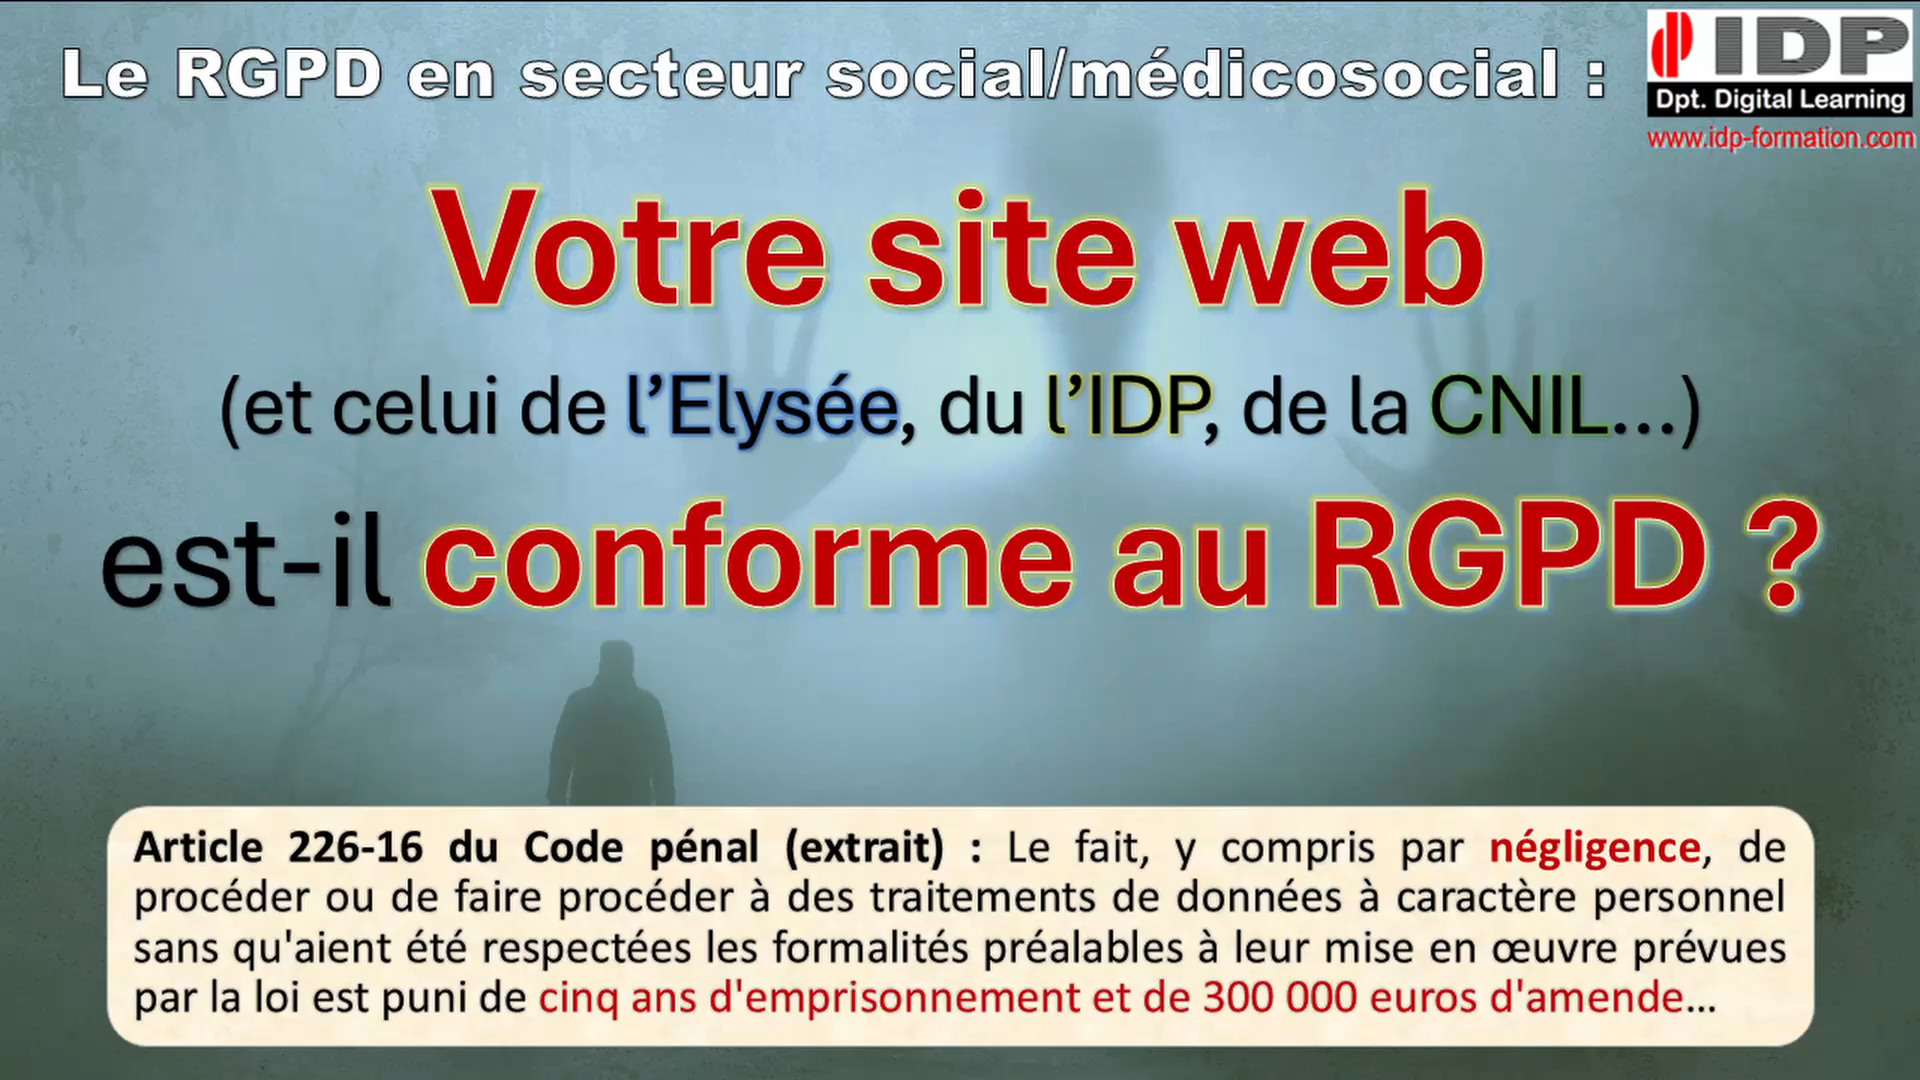 Le RGPD en secteur social/médicosocial :
IDP
Dpt. Digital Learning
www.idp-formation.com
Votre site web
(et celui de l’Elysée, du l’IDP, de la CNIL...)
est-il conforme au RGPD ?
Article 226-16 du Code pénal (extrait) : Le fait, y compris par négligence, de
procéder ou de faire procéder à des traitements de données à caractère personnel
sans qu'aient été respectées les formalités préalables à leur mise en œuvre prévues
par la loi est puni de cinq ans d'emprisonnement et de 300 000 euros d'amende...